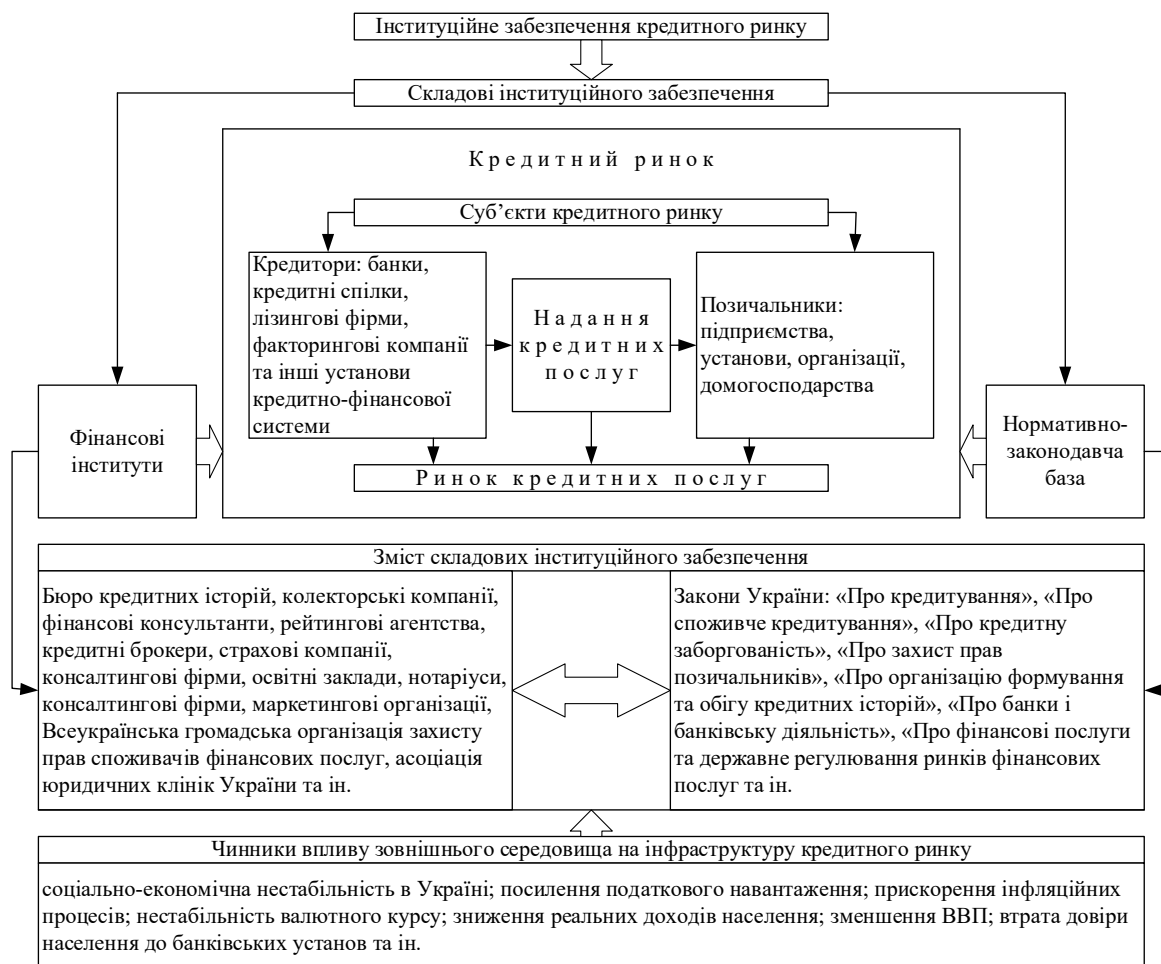 Інституційне забезпечення кредитного ринку
Складові інституційного забезпечення
Кредитний ринок
Суб’єкти кредитного ринку
Кредитори: банки,
кредитні спілки,
лізингові фірми,
факторингові компанії
та інші установи
кредитно-фінансової
системи
Надання
кредитних
послуг
Позичальники:
підприємства,
установи, організації,
домогосподарства
Фінансові
інститути
Нормативно-
законодавча
база
Ринок кредитних послуг
Зміст складових інституційного забезпечення
Бюро кредитних історій, колекторські компанії,
фінансові консультанти, рейтингові агентства,
кредитні брокери, страхові компанії,
консалтингові фірми, освітні заклади, нотаріуси,
консалтингові фірми, маркетингові організації,
Всеукраїнська громадська організація захисту
прав споживачів фінансових послуг, асоціація
юридичних клінік України та ін.
Закони України: «Про кредитування», «Про
споживче кредитування», «Про кредитну
заборгованість», «Про захист прав
позичальників», «Про організацію формування
та обігу кредитних історій», «Про банки і
банківську діяльність», «Про фінансові послуги
та державне регулювання ринків фінансових
послуг та ін.
Чинники впливу зовнішнього середовища на інфраструктуру кредитного ринку
соціально-економічна нестабільність в Україні; посилення податкового навантаження; прискорення інфляційних
процесів; нестабільність валютного курсу; зниження реальних доходів населення; зменшення ВВП; втрата довіри
населення до банківських установ та ін.